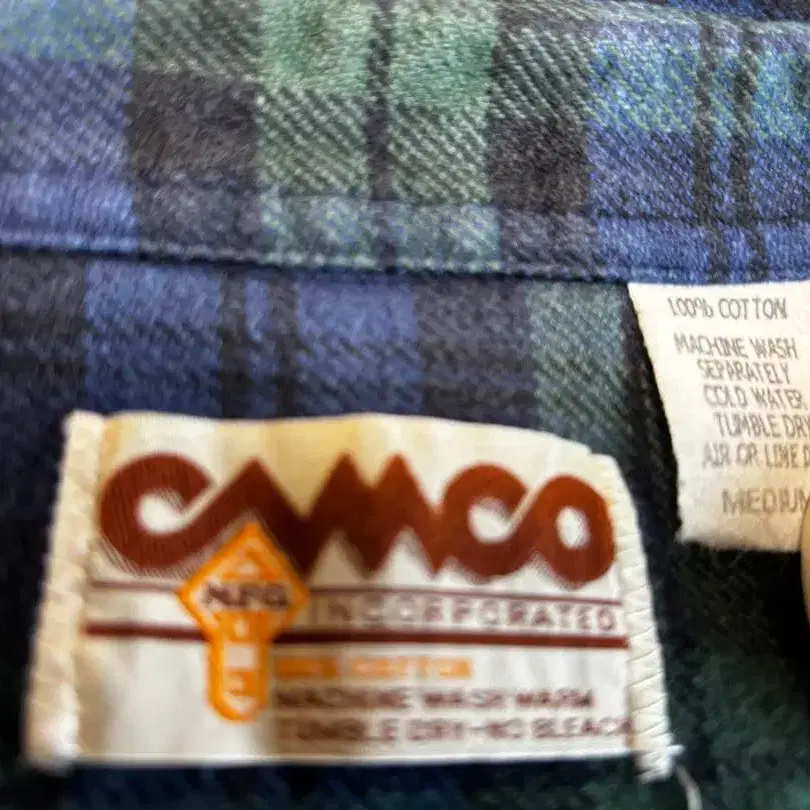 100% COTTON
MACHINE WASH
SEPARATELY
COLD WATER
TUMBLE DRY
AIR OR LINE D
MEDIUM
CAMCO
MFG.
INCORPORATED
100% COTTON
MACHINE WASH WARM
TUMBLE DRY-NO BLEACH